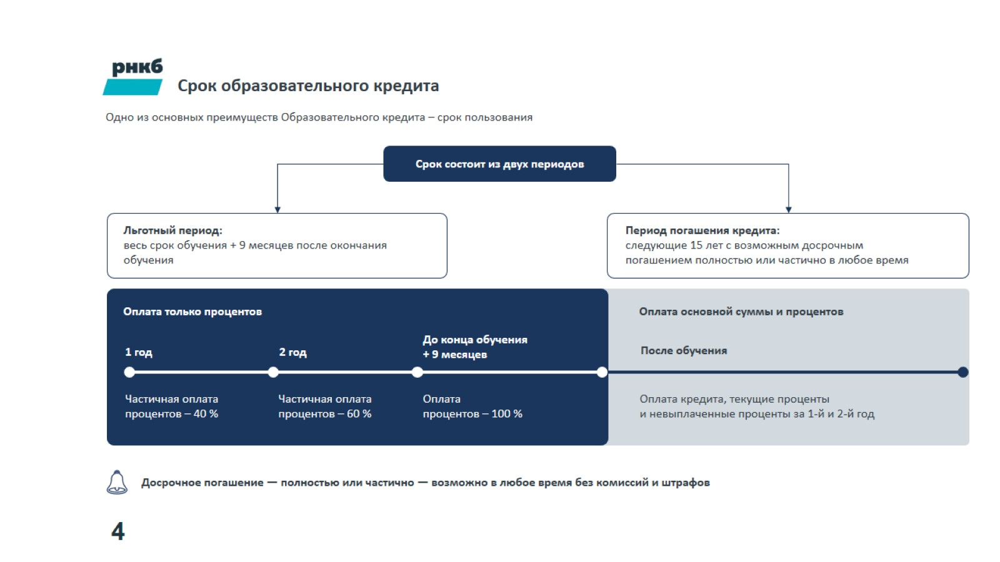 рнкб
Срок образовательного кредита
Одно из основных преимуществ Образовательного кредита – срок пользования
Срок состоит из двух периодов
Льготный период:
весь срок обучения + 9 месяцев после окончания
обучения
Период погашения кредита:
следующие 15 лет с возможным досрочным
погашением полностью или частично в любое время
Оплата только процентов
1 год
2 год
До конца обучения
+ 9 месяцев
Частичная оплата
процентов – 40 %
Частичная оплата
процентов – 60 %
Оплата
процентов – 100 %
Оплата основной суммы и процентов
После обучения
Оплата кредита, текущие проценты
и невыплаченные проценты за 1-й и 2-й год
Досрочное погашение — полностью или частично — возможно в любое время без комиссий и штрафов
4